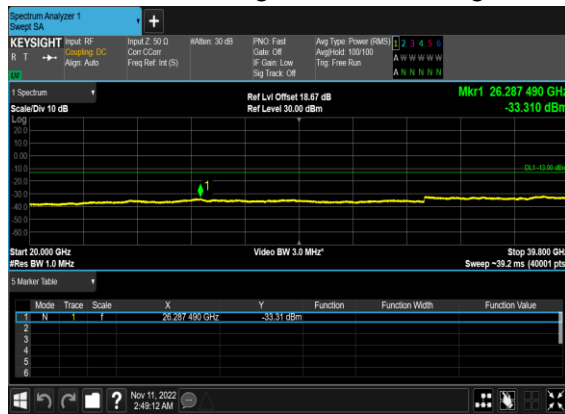 Spectrum Analyzer 1
Swept SA
+
KEYSIGHT Input: RF Input Z: 50 Ω #Atten: 30 dB PNO: Fast Avg Type: Power (RMS) 1 2 3 4 5 6
R T Coupling: DC Corr CCorr Gate: Off Avg|Hold: 100/100 A W W W W W
Align: Auto Freq Ref: Int (S) IF Gain: Low Trig: Free Run
LW Sig Track: Off A N N N N N
1 Spectrum Ref Lvl Offset 18.67 dB Mkr1 26.287 490 GHz
Scale/Div 10 dB Ref Level 30.00 dBm -33.310 dBm
Log
20.0
10.0
0.00
-10.0 DL1 -13.00 dBm
-20.0 1
-30.0
-40.0
-50.0
-60.0
Start 20.000 GHz Video BW 3.0 MHz* Stop 39.800 GHz
#Res BW 1.0 MHz Sweep ~39.2 ms (40001 pts
5 Marker Table
Mode Trace Scale X Y Function Function Width Function Value
1 N 1 f 26.287 490 GHz -33.31 dBm
2
3
4
5
6
? Nov 11, 2022
2:49:12 AM